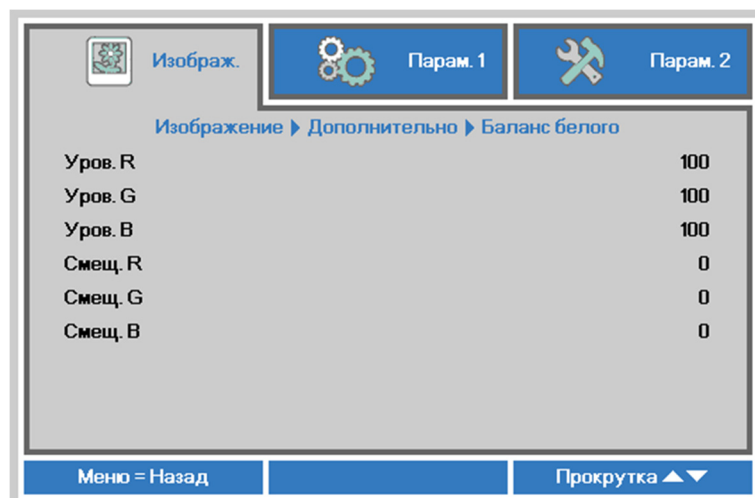 Изображ. Парам. 1 Парам. 2
Изображение ▶ Дополнительно ▶ Баланс белого
Уров. R 100
Уров. G 100
Уров. B 100
Смещ. R 0
Смещ. G 0
Смещ. B 0
Меню = Назад Прокрутка ▲▼